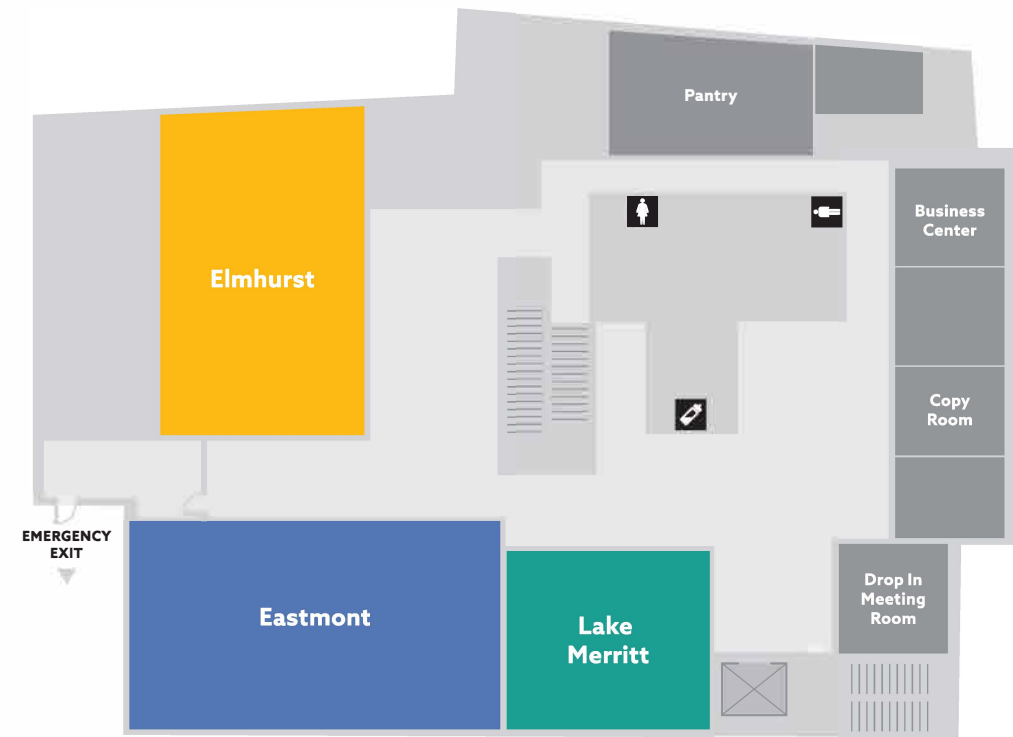 Pantry
Business
Center
Elmhurst
Copy
Room
EMERGENCY
EXIT
Drop In
Meeting
Room
Eastmont
Lake
Merritt